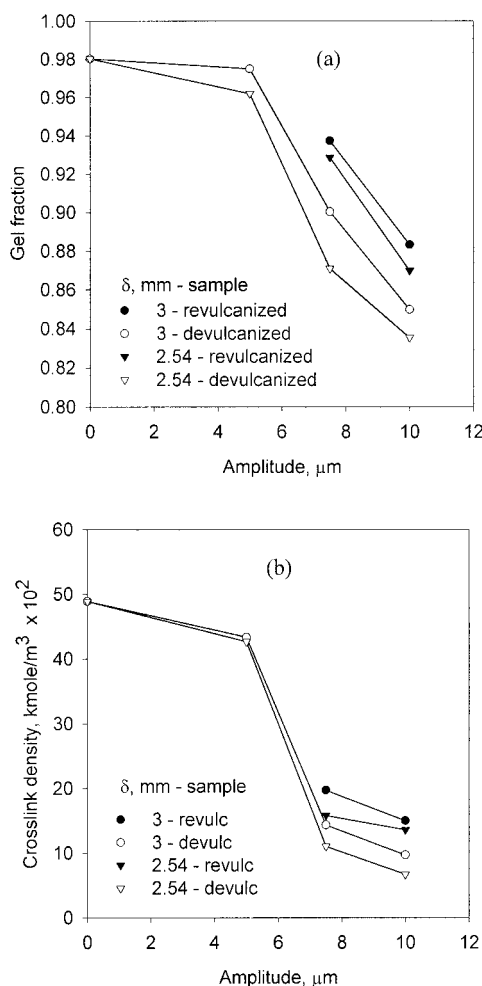 1.00
(a)
0.98
0.96
0.94
0.92
0.90
0.88
0.86
0.84
0.82
0.80
Gel fraction
δ, mm - sample
3 - revulcanized
3 - devulcanized
2.54 - revulcanized
2.54 - devulcanized
0 2 4 6 8 10 12
Amplitude, μm
60
(b)
50
40
30
20
10
0
Crosslink density, kmole/m³ x 10²
δ, mm - sample
3 - revulc
3 - devulc
2.54 - revulc
2.54 - devulc
0 2 4 6 8 10 12
Amplitude, μm